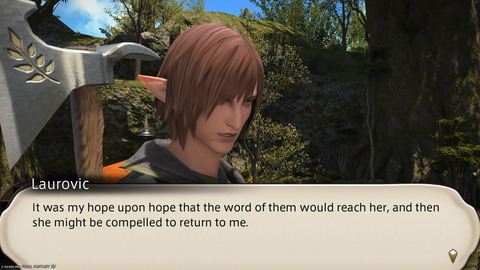 Laurovic
It was my hope upon hope that the word of them would reach her, and then
she might be compelled to return to me.